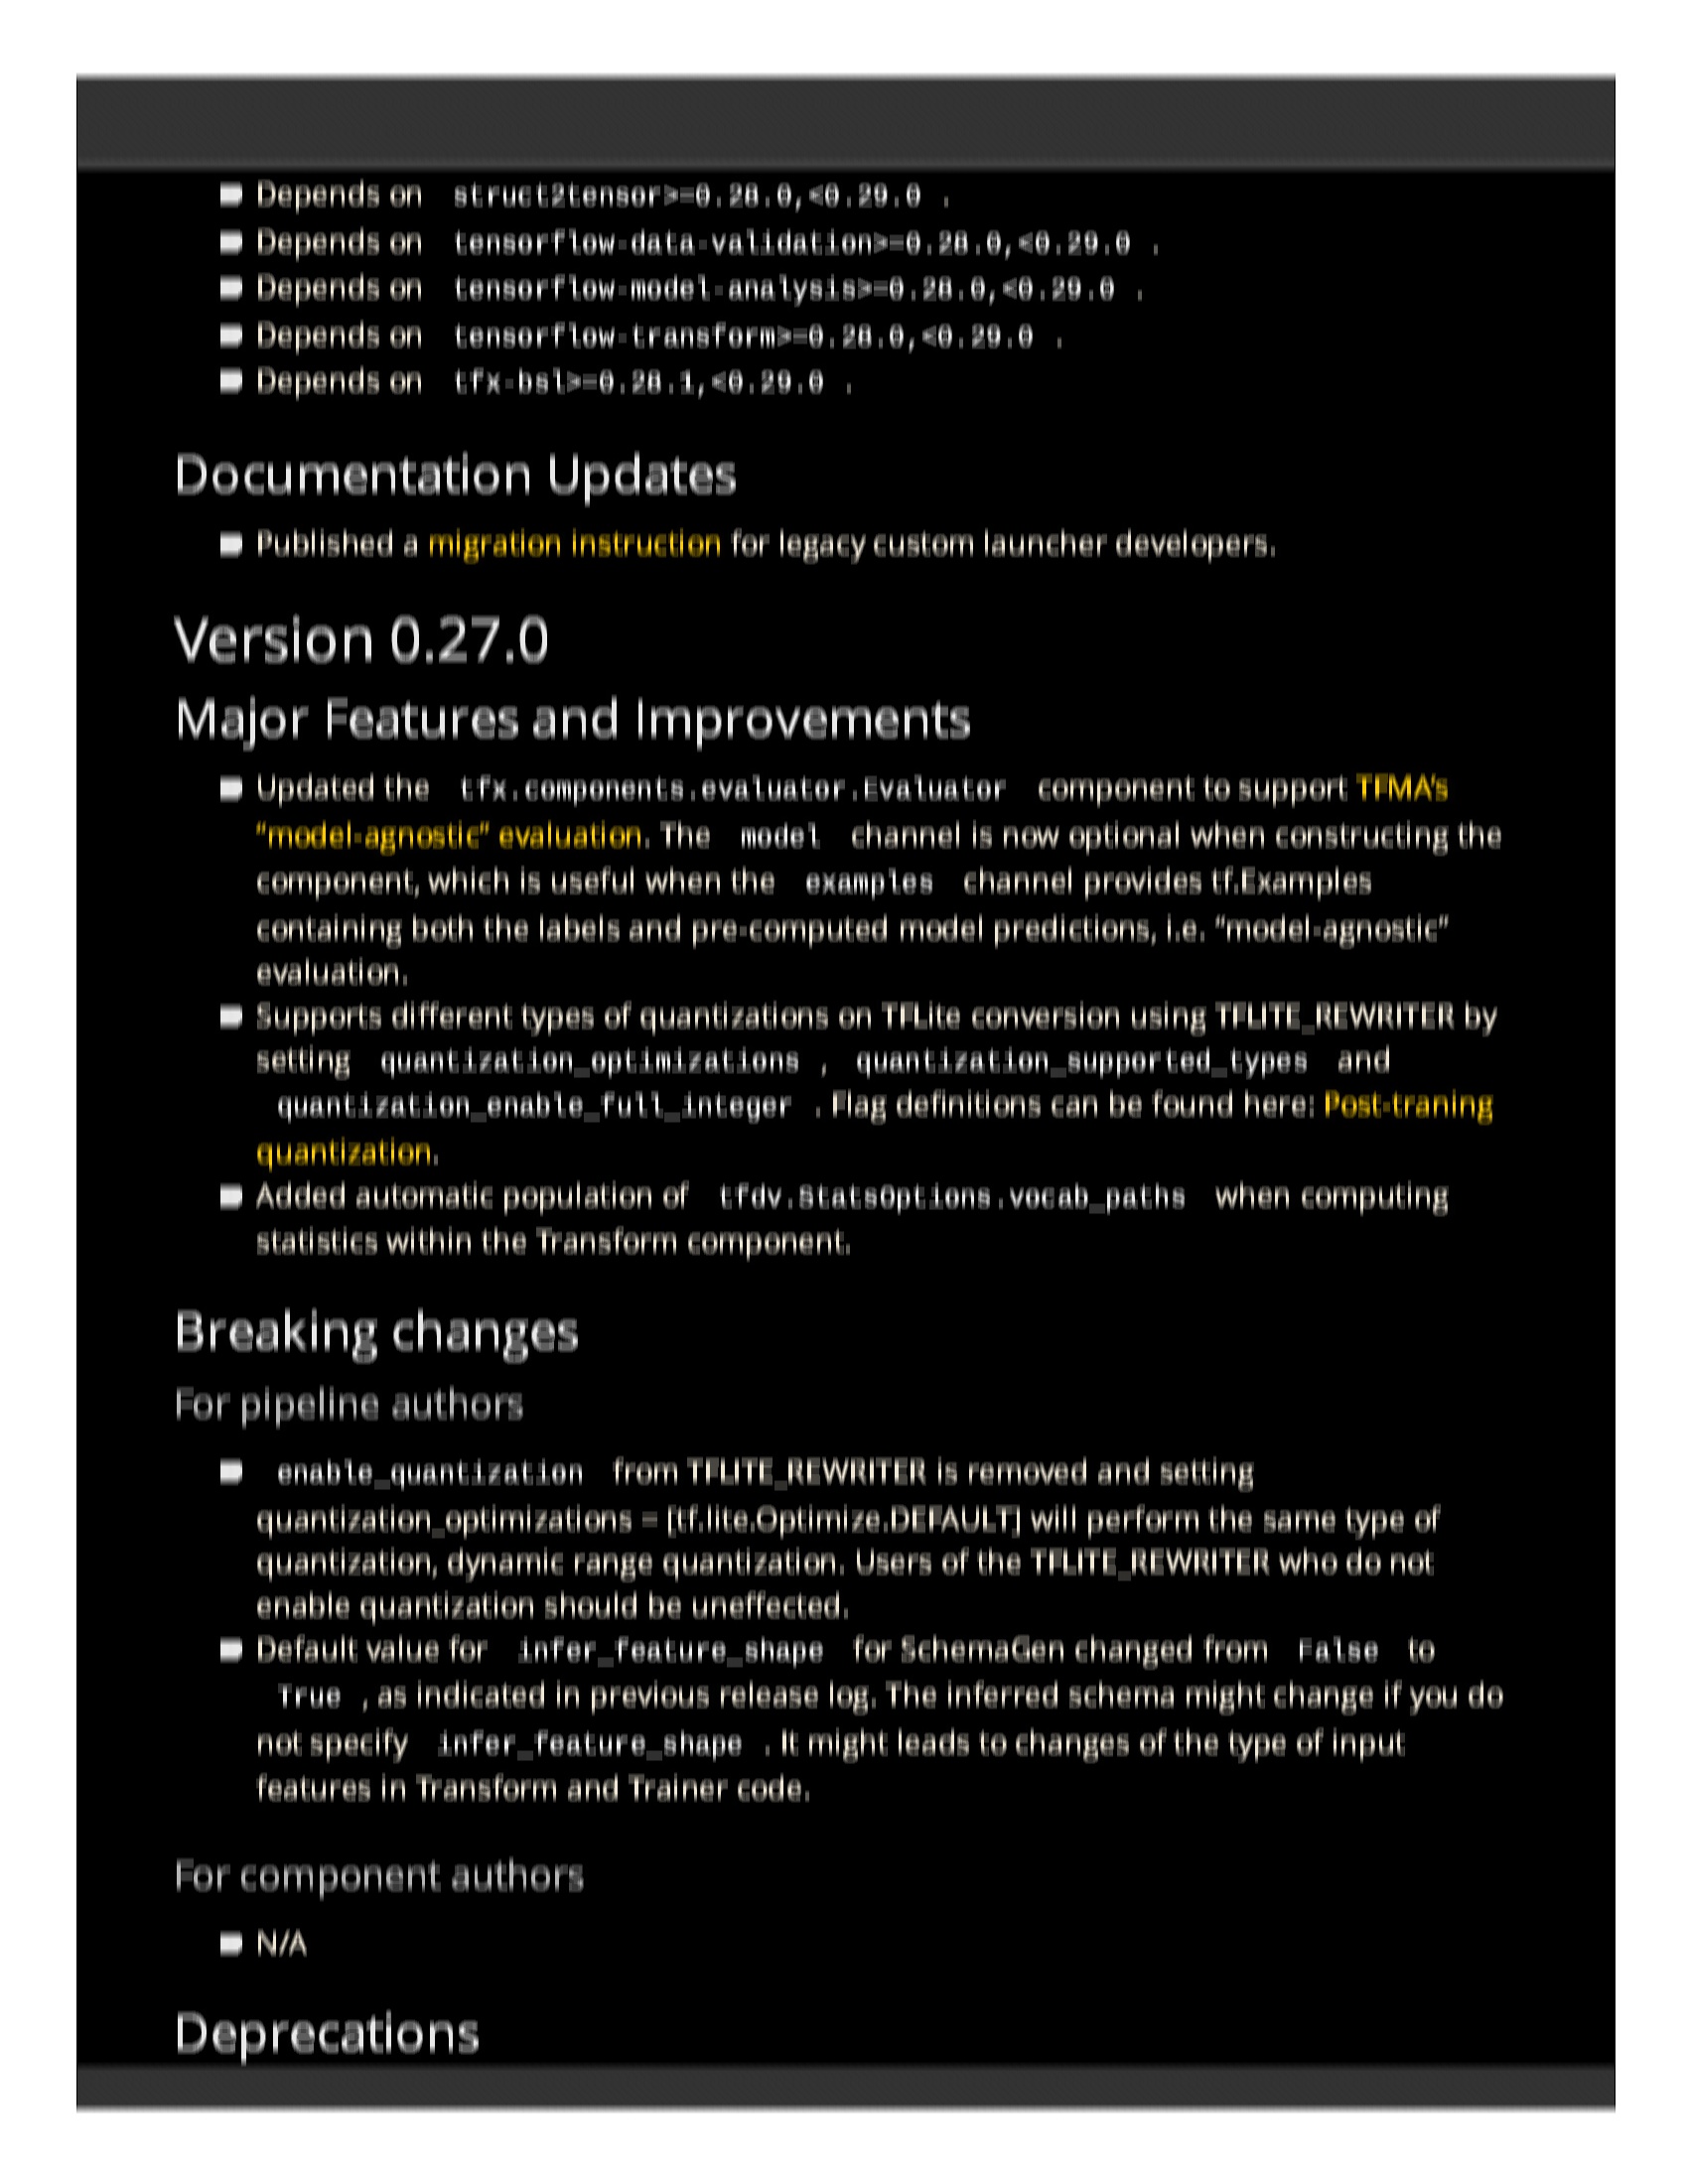 Depends on struct2tensor>=0.28.0,<0.29.0 .
Depends on tensorflow-data-validation>=0.28.0,<0.29.0 .
Depends on tensorflow-model-analysis>=0.28.0,<0.29.0 .
Depends on tensorflow-transform>=0.28.0,<0.29.0 .
Depends on tfx-bsl>=0.28.1,<0.29.0 .
Documentation Updates
Published a migration instruction for legacy custom launcher developers.
Version 0.27.0
Major Features and Improvements
Updated the tfx.components.evaluator.Evaluator component to support TFMA's
"model-agnostic" evaluation. The model channel is now optional when constructing the
component, which is useful when the examples channel provides tf.Examples
containing both the labels and pre-computed model predictions, i.e. "model-agnostic"
evaluation.
Supports different types of quantizations on TFLite conversion using TFLITE_REWRITER by
setting quantization_optimizations , quantization_supported_types and
quantization_enable_full_integer . Flag definitions can be found here: Post-traning
quantization.
Added automatic population of tfdv.StatsOptions.vocab_paths when computing
statistics within the Transform component.
Breaking changes
For pipeline authors
enable_quantization from TFLITE_REWRITER is removed and setting
quantization_optimizations = [tf.lite.Optimize.DEFAULT] will perform the same type of
quantization, dynamic range quantization. Users of the TFLITE_REWRITER who do not
enable quantization should be uneffected.
Default value for infer_feature_shape for SchemaGen changed from False to
True , as indicated in previous release log. The inferred schema might change if you do
not specify infer_feature_shape . It might leads to changes of the type of input
features in Transform and Trainer code.
For component authors
N/A
Deprecations